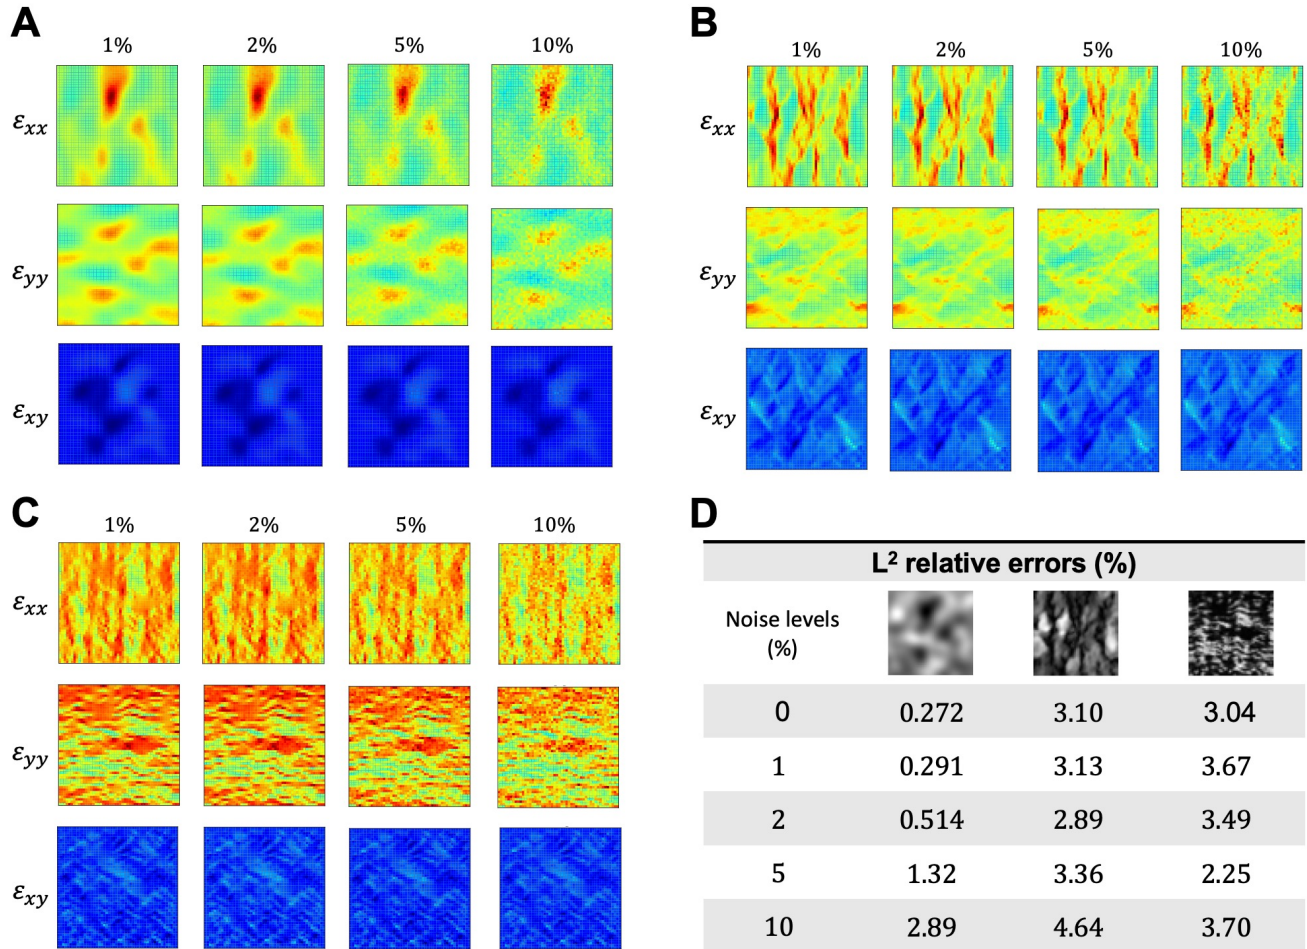 A
1% 2% 5% 10%
εxx
εyy
εxy
B
1% 2% 5% 10%
εxx
εyy
εxy
C
1% 2% 5% 10%
εxx
εyy
εxy
D
L² relative errors (%)
Noise levels
(%)
0 0.272 3.10 3.04
1 0.291 3.13 3.67
2 0.514 2.89 3.49
5 1.32 3.36 2.25
10 2.89 4.64 3.70